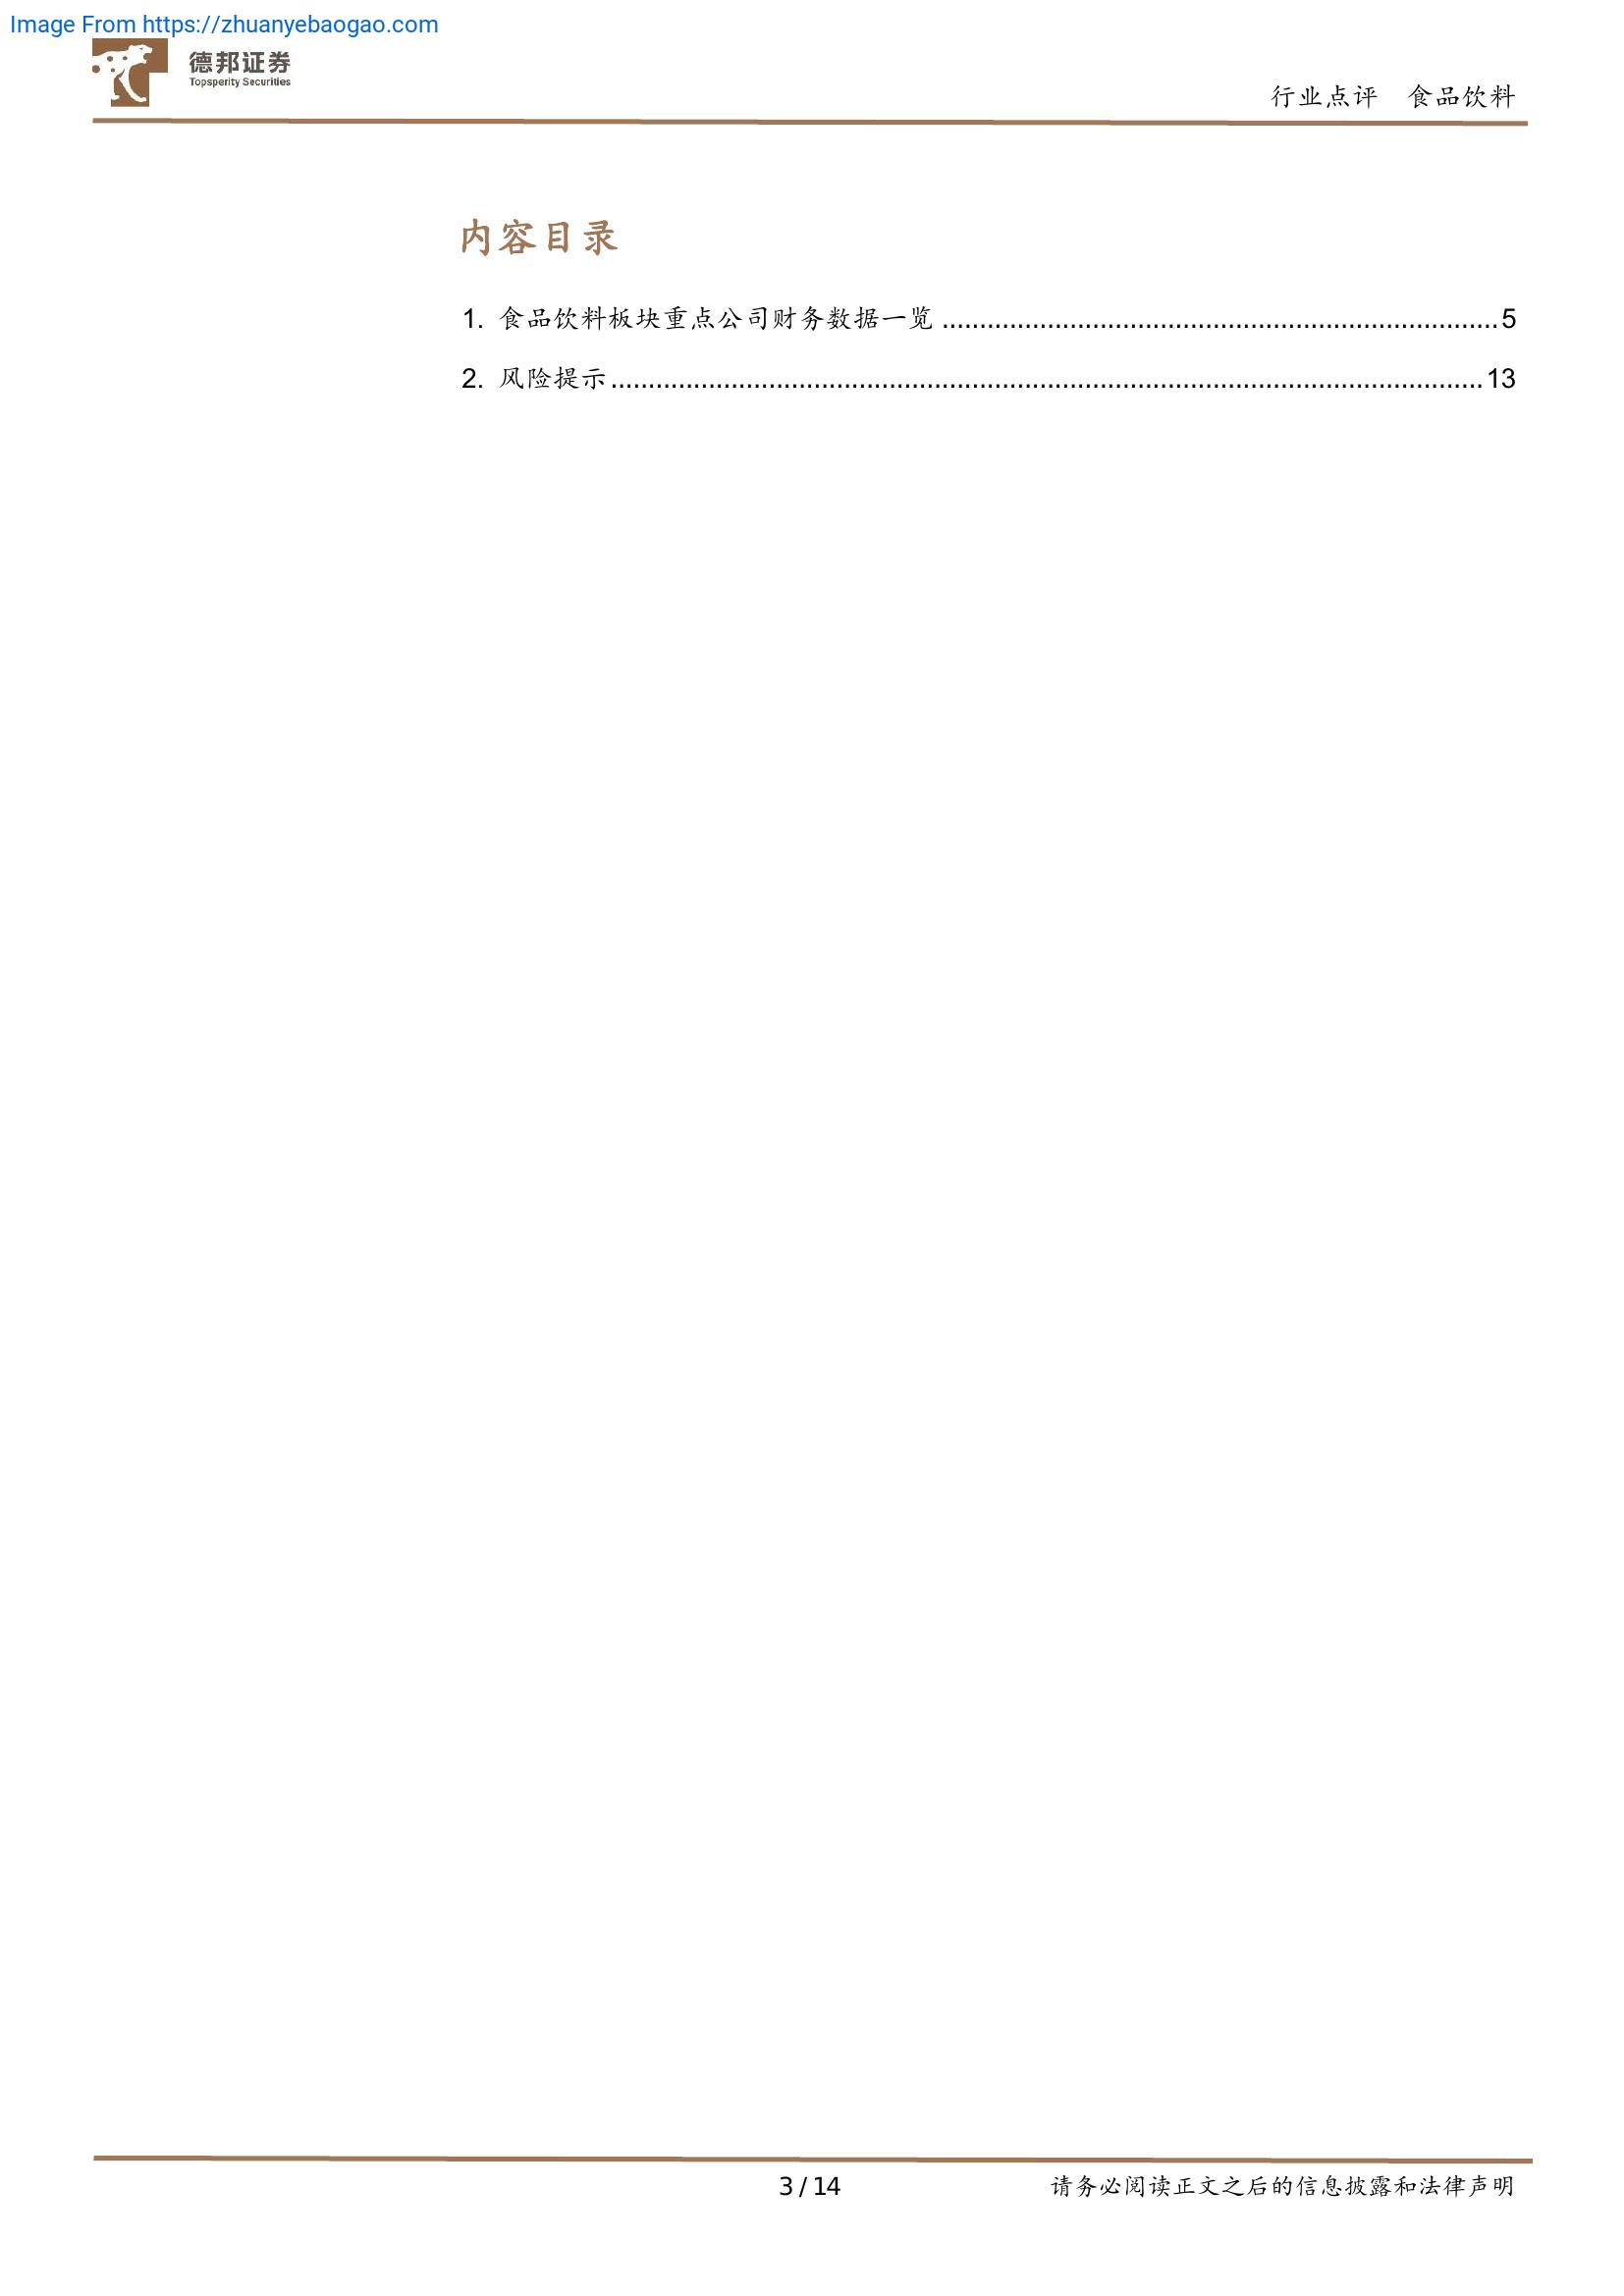 Image From https://zhuanyebaogao.com
德邦证券
Topsperity Securities
行业点评 食品饮料
内容目录
1. 食品饮料板块重点公司财务数据一览 ........................................................................... 5
2. 风险提示 ..................................................................................................................... 13
3 / 14
请务必阅读正文之后的信息披露和法律声明